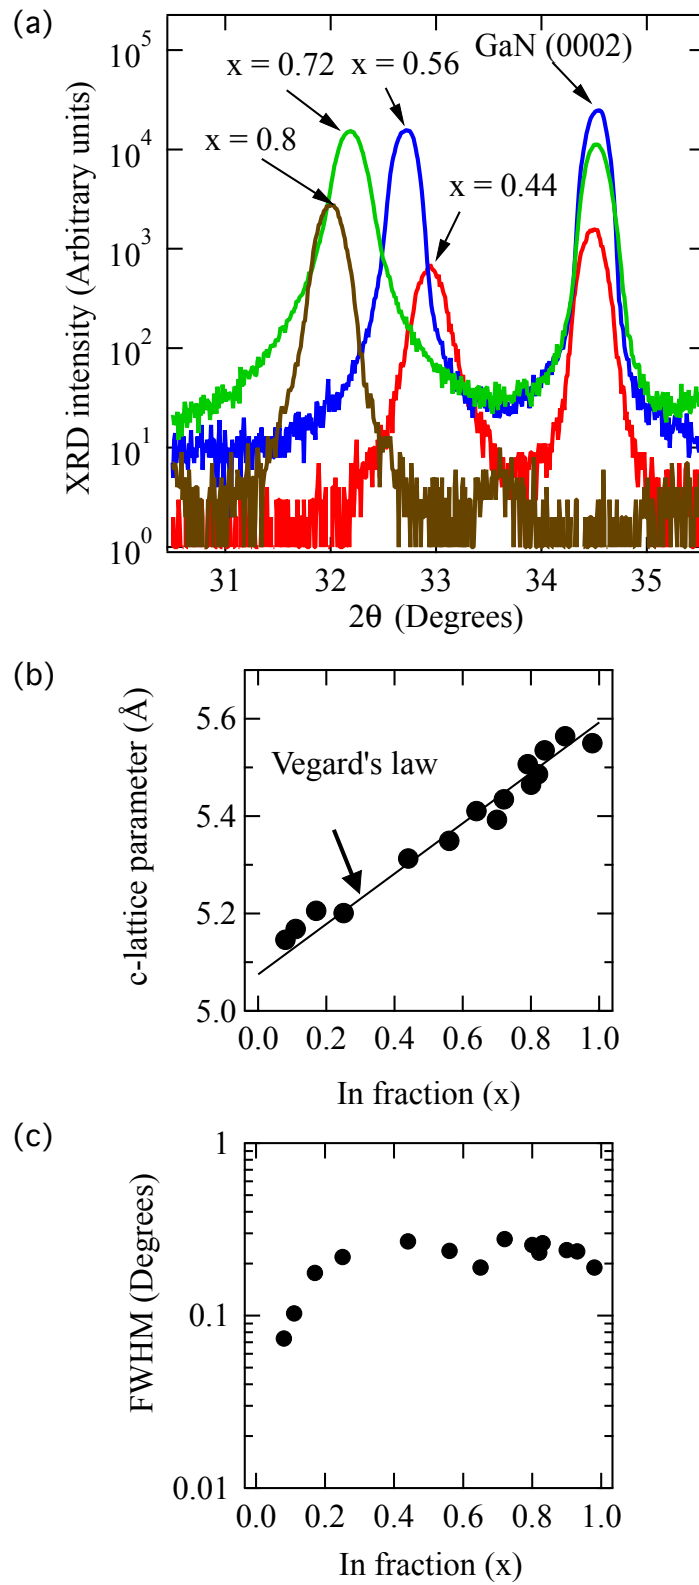 (a)
GaN (0002)
x = 0.72
x = 0.56
x = 0.8
x = 0.44
XRD intensity (Arbitrary units)
10^5
10^4
10^3
10^2
10^1
10^0
31 32 33 34 35
2θ (Degrees)
(b)
c-lattice parameter (Å)
5.6
5.4
5.2
5.0
Vegard's law
0.0 0.2 0.4 0.6 0.8 1.0
In fraction (x)
(c)
FWHM (Degrees)
1
0.1
0.01
0.0 0.2 0.4 0.6 0.8 1.0
In fraction (x)